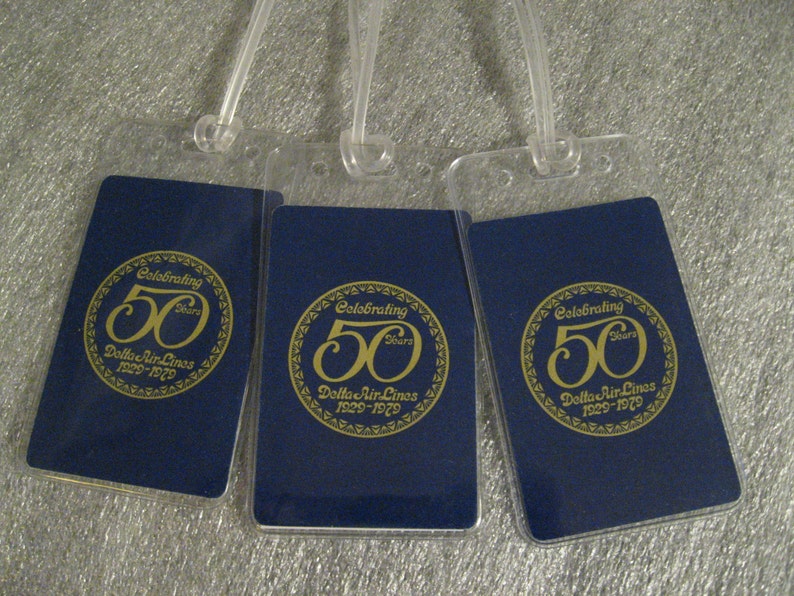 Celebrating
50 Years
Delta Air Lines
1929-1979
Celebrating
50 Years
Delta Air Lines
1929-1979
Celebrating
50 Years
Delta Air Lines
1929-1979